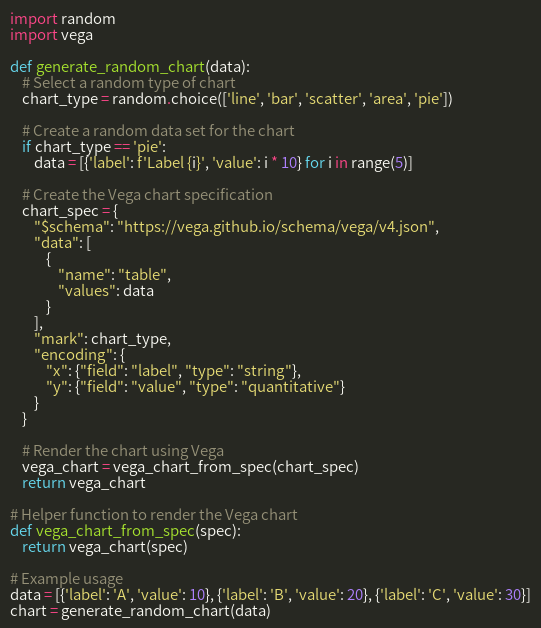 import random
import vega

def generate_random_chart(data):
    # Select a random type of chart
    chart_type = random.choice(['line', 'bar', 'scatter', 'area', 'pie'])

    # Create a random data set for the chart
    if chart_type == 'pie':
        data = [{'label': f'Label {i}', 'value': i * 10} for i in range(5)]

    # Create the Vega chart specification
    chart_spec = {
        "$schema": "https://vega.github.io/schema/vega/v4.json",
        "data": [
            {
                "name": "table",
                "values": data
            }
        ],
        "mark": chart_type,
        "encoding": {
            "x": {"field": "label", "type": "string"},
            "y": {"field": "value", "type": "quantitative"}
        }
    }

    # Render the chart using Vega
    vega_chart = vega_chart_from_spec(chart_spec)
    return vega_chart

# Helper function to render the Vega chart
def vega_chart_from_spec(spec):
    return vega_chart(spec)

# Example usage
data = [{'label': 'A', 'value': 10}, {'label': 'B', 'value': 20}, {'label': 'C', 'value': 30}]
chart = generate_random_chart(data)